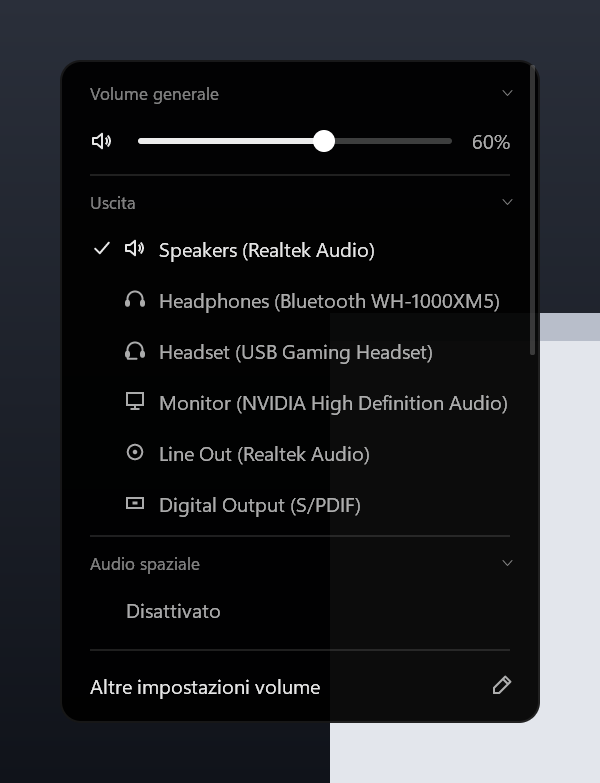 Volume generale
60%
Uscita
Speakers (Realtek Audio)
Headphones (Bluetooth WH-1000XM5)
Headset (USB Gaming Headset)
Monitor (NVIDIA High Definition Audio)
Line Out (Realtek Audio)
Digital Output (S/PDIF)
Audio spaziale
Disattivato
Altre impostazioni volume